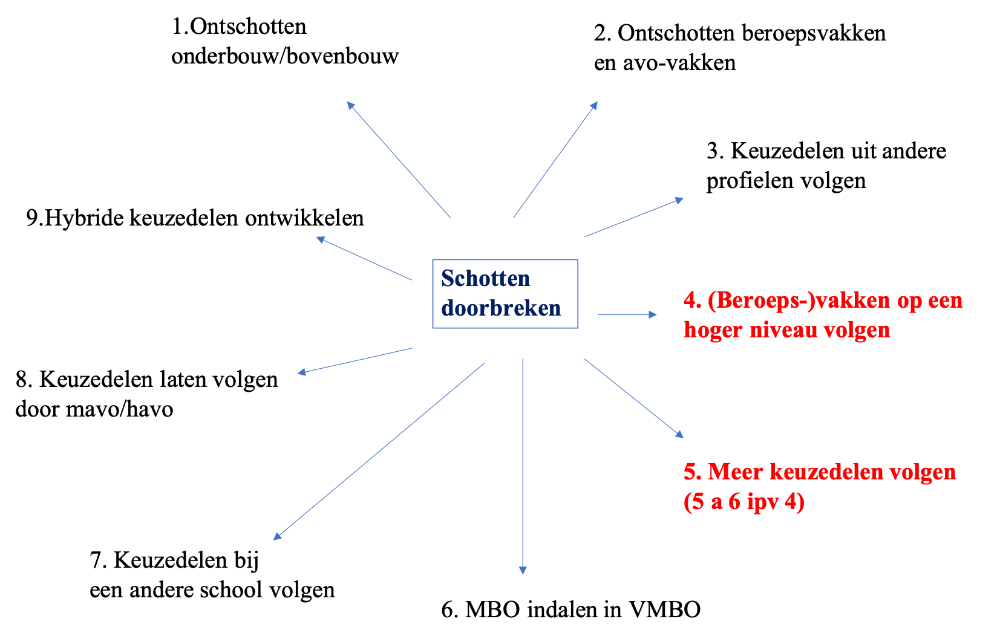 1.Ontschotten
onderbouw/bovenbouw
2. Ontschotten beroepsvakken
en avo-vakken
3. Keuzedelen uit andere
profielen volgen
9.Hybride keuzedelen ontwikkelen
Schotten
doorbreken
4. (Beroeps-)vakken op een
hoger niveau volgen
8. Keuzedelen laten volgen
door mavo/havo
5. Meer keuzedelen volgen
(5 a 6 ipv 4)
7. Keuzedelen bij
een andere school volgen
6. MBO indalen in VMBO